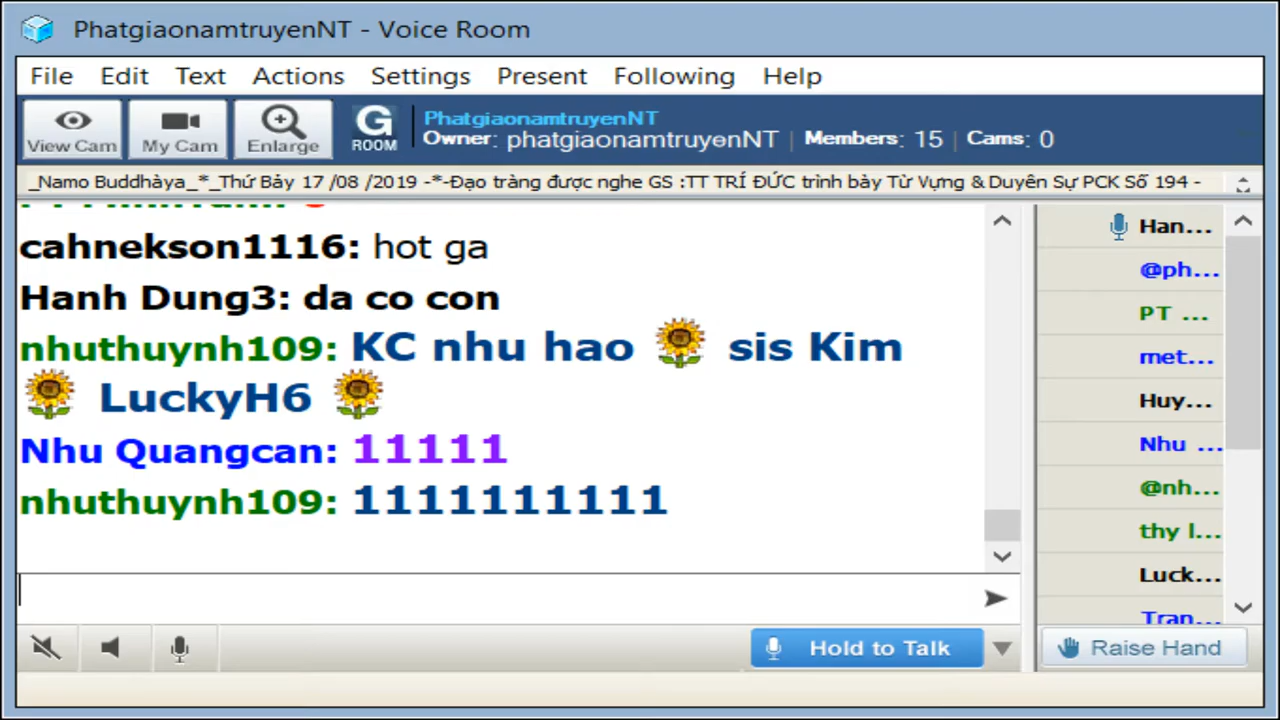 PhatgiaonamtruyenNT - Voice Room
File Edit Text Actions Settings Present Following Help
View Cam My Cam Enlarge G ROOM
PhatgiaonamtruyenNT
Owner: phatgiaonamtruyenNT | Members: 15 | Cams: 0
_Namo Buddhàya_*_Thứ Bảy 17 /08 /2019 -*-Đạo tràng được nghe GS :TT TRÍ ĐỨC trình bày Từ Vựng & Duyên Sự PCK Số 194 -
cahnekson1116: hot ga
Hanh Dung3: da co con
nhuthuynh109: KC nhu hao sis Kim
LuckyH6
Nhu Quangcan: 11111
nhuthuynh109: 1111111111
Han...
@ph...
PT ...
met...
Huy...
Nhu ...
@nh...
thy l...
Luck...
Tran...
Hold to Talk
Raise Hand